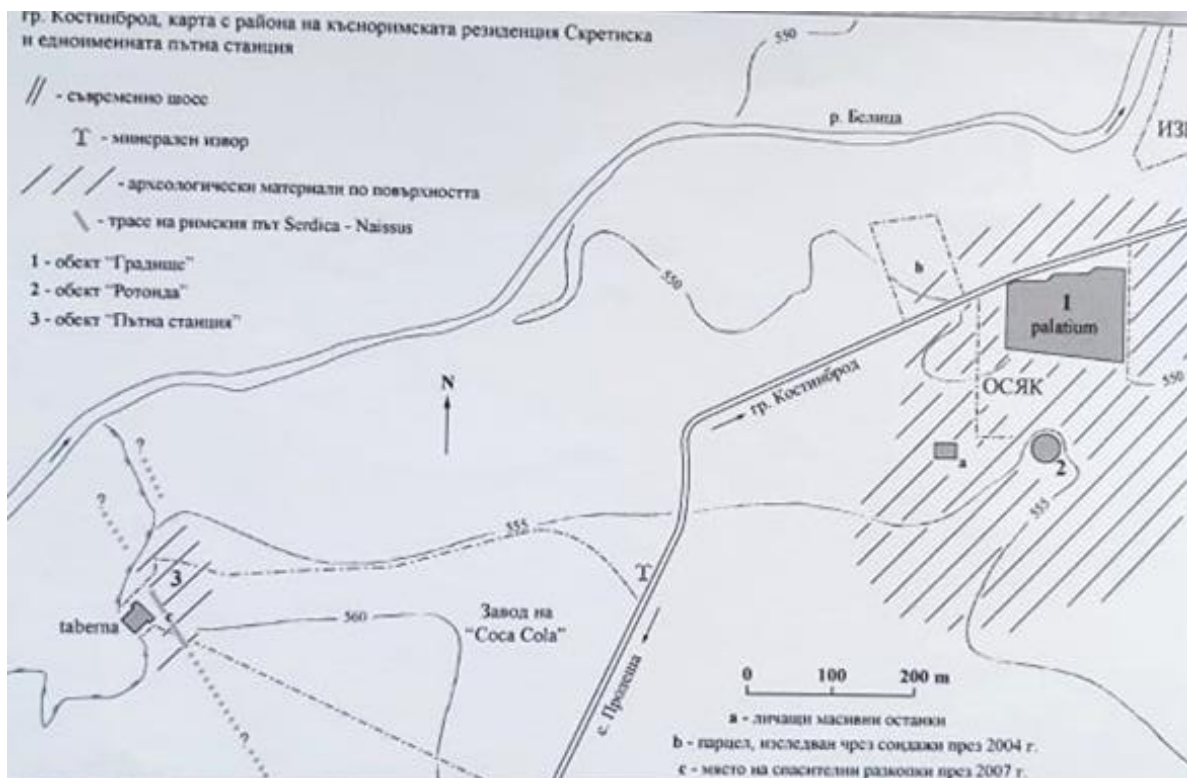 гр. Костинброд, карта с района на късноримската резиденция Скретиска
и едноименната пътна станция
- съвременно шосе
- минерален извор
- археологически материали по повърхността
- трасе на римския път Serdica - Naissus
1 - обект "Градище"
2 - обект "Ротонда"
3 - обект "Пътна станция"
550
р. Белица
b
550
1
palatium
N
гр. Костинброд
ОСЯК
550
a
2
?
?
555
555
3
taberna
c
560
Завод на
"Coca Cola"
с. Пролеша
?
0 100 200 m
a - личащи масивни останки
b - парцел, изследван чрез сондажи през 2004 г.
c - място на спасителни разкопки през 2007 г.